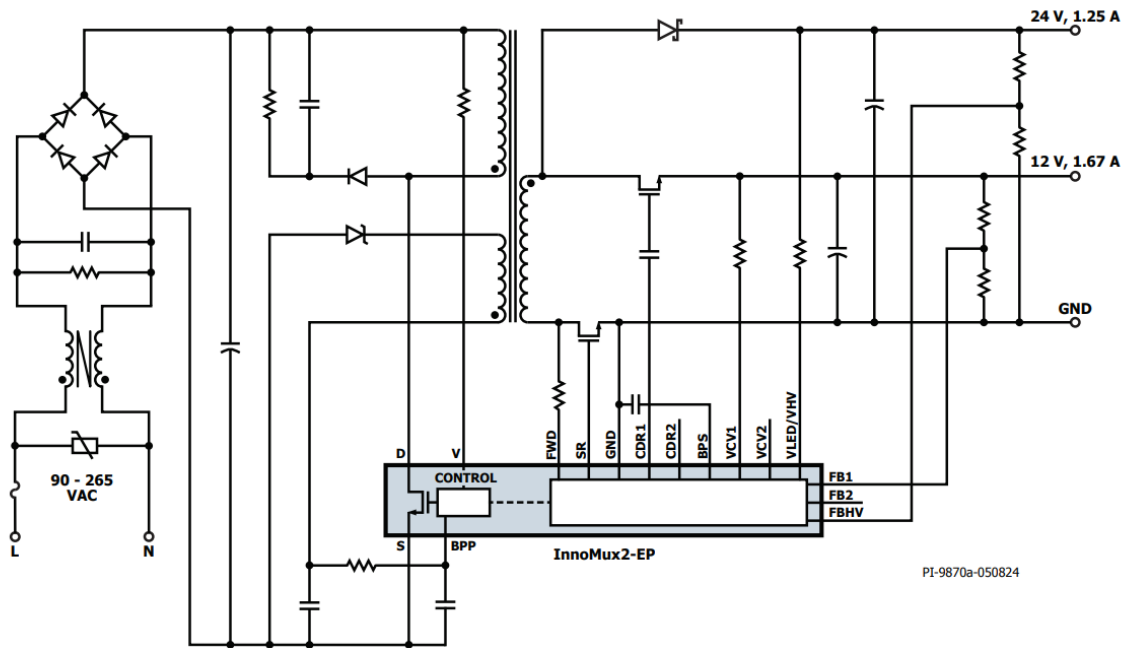 24 V, 1.25 A
12 V, 1.67 A
GND
90 - 265
VAC
L
N
D
V
FWD
SR
GND
CDR1
CDR2
BPS
VCV1
VCV2
VLED/VHV
CONTROL
FB1
FB2
FBHV
S
BPP
InnoMux2-EP
PI-9870a-050824